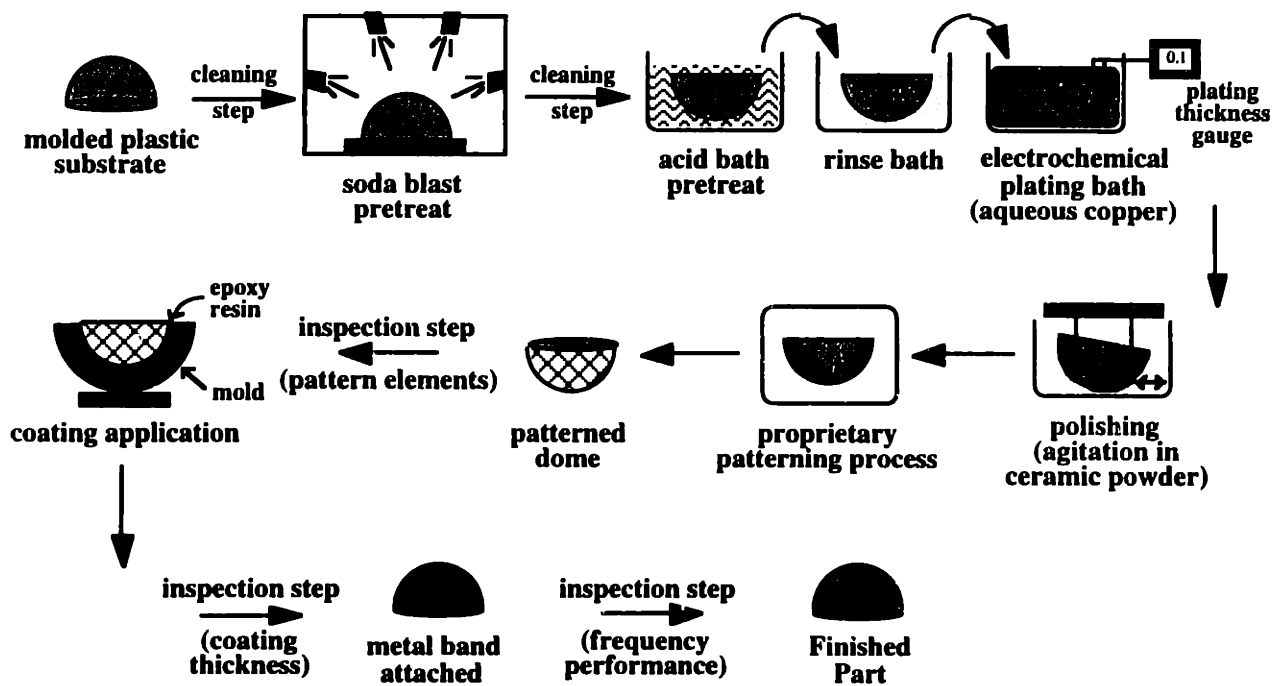 molded plastic
substrate
cleaning
step
soda blast
pretreat
cleaning
step
acid bath
pretreat
rinse bath
electrochemical
plating bath
(aqueous copper)
0.1
plating
thickness
gauge
epoxy
resin
mold
coating application
inspection step
(pattern elements)
patterned
dome
proprietary
patterning process
polishing
(agitation in
ceramic powder)
inspection step
(coating
thickness)
metal band
attached
inspection step
(frequency
performance)
Finished
Part